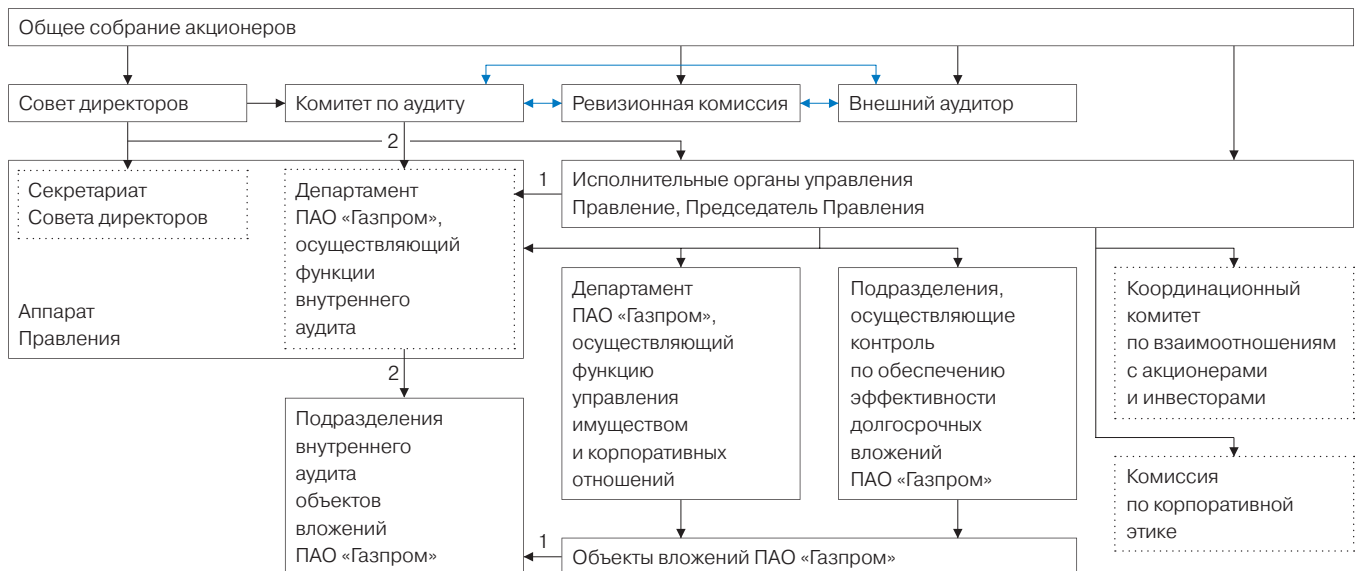 Общее собрание акционеров
Совет директоров
Комитет по аудиту
Ревизионная комиссия
Внешний аудитор
2
Секретариат
Совета директоров
Департамент
ПАО «Газпром»,
осуществляющий
функции
внутреннего
аудита
Аппарат
Правления
1
Исполнительные органы управления
Правление, Председатель Правления
Департамент
ПАО «Газпром»,
осуществляющий
функцию
управления
имуществом
и корпоративных
отношений
Подразделения,
осуществляющие
контроль
по обеспечению
эффективности
долгосрочных
вложений
ПАО «Газпром»
Координационный
комитет
по взаимоотношениям
с акционерами
и инвесторами
2
Подразделения
внутреннего
аудита
объектов
вложений
ПАО «Газпром»
1
Объекты вложений ПАО «Газпром»
Комиссия
по корпоративной
этике